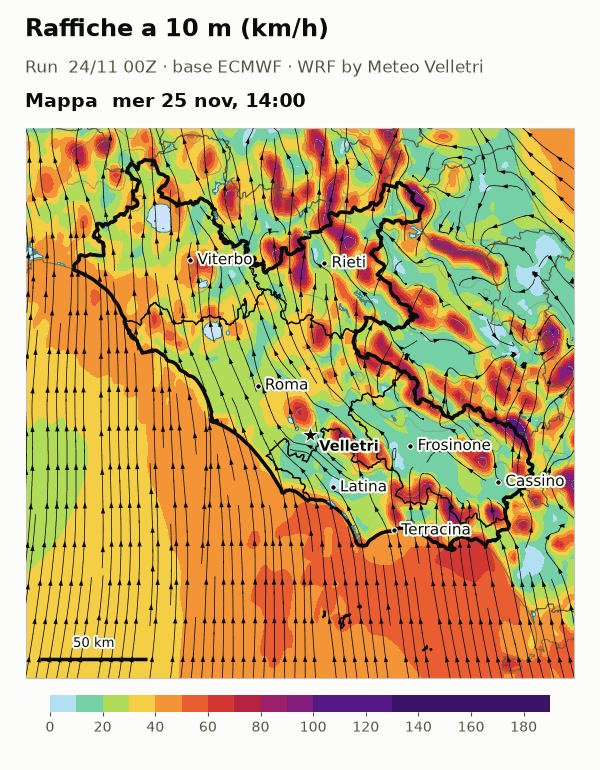 Raffiche a 10 m (km/h)
Run  24/11 00Z · base ECMWF · WRF by Meteo Velletri
Mappa  mer 25 nov, 14:00
Viterbo
Rieti
Roma
Velletri
Frosinone
Cassino
Latina
Terracina
50 km
0 20 40 60 80 100 120 140 160 180